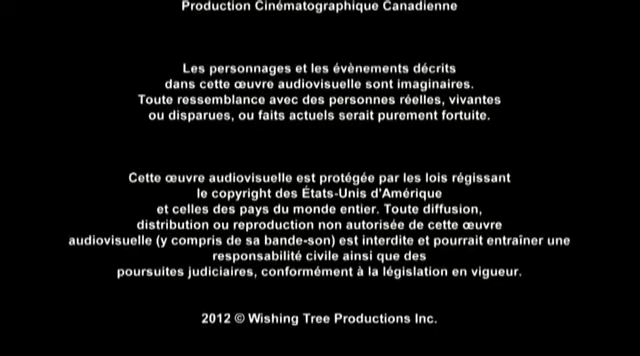 Production Cinématographique Canadienne
Les personnages et les évènements décrits
dans cette œuvre audiovisuelle sont imaginaires.
Toute ressemblance avec des personnes réelles, vivantes
ou disparues, ou faits actuels serait purement fortuite.
Cette œuvre audiovisuelle est protégée par les lois régissant
le copyright des États-Unis d'Amérique
et celles des pays du monde entier. Toute diffusion,
distribution ou reproduction non autorisée de cette œuvre
audiovisuelle (y compris de sa bande-son) est interdite et pourrait entraîner une
responsabilité civile ainsi que des
poursuites judiciaires, conformément à la législation en vigueur.
2012 © Wishing Tree Productions Inc.